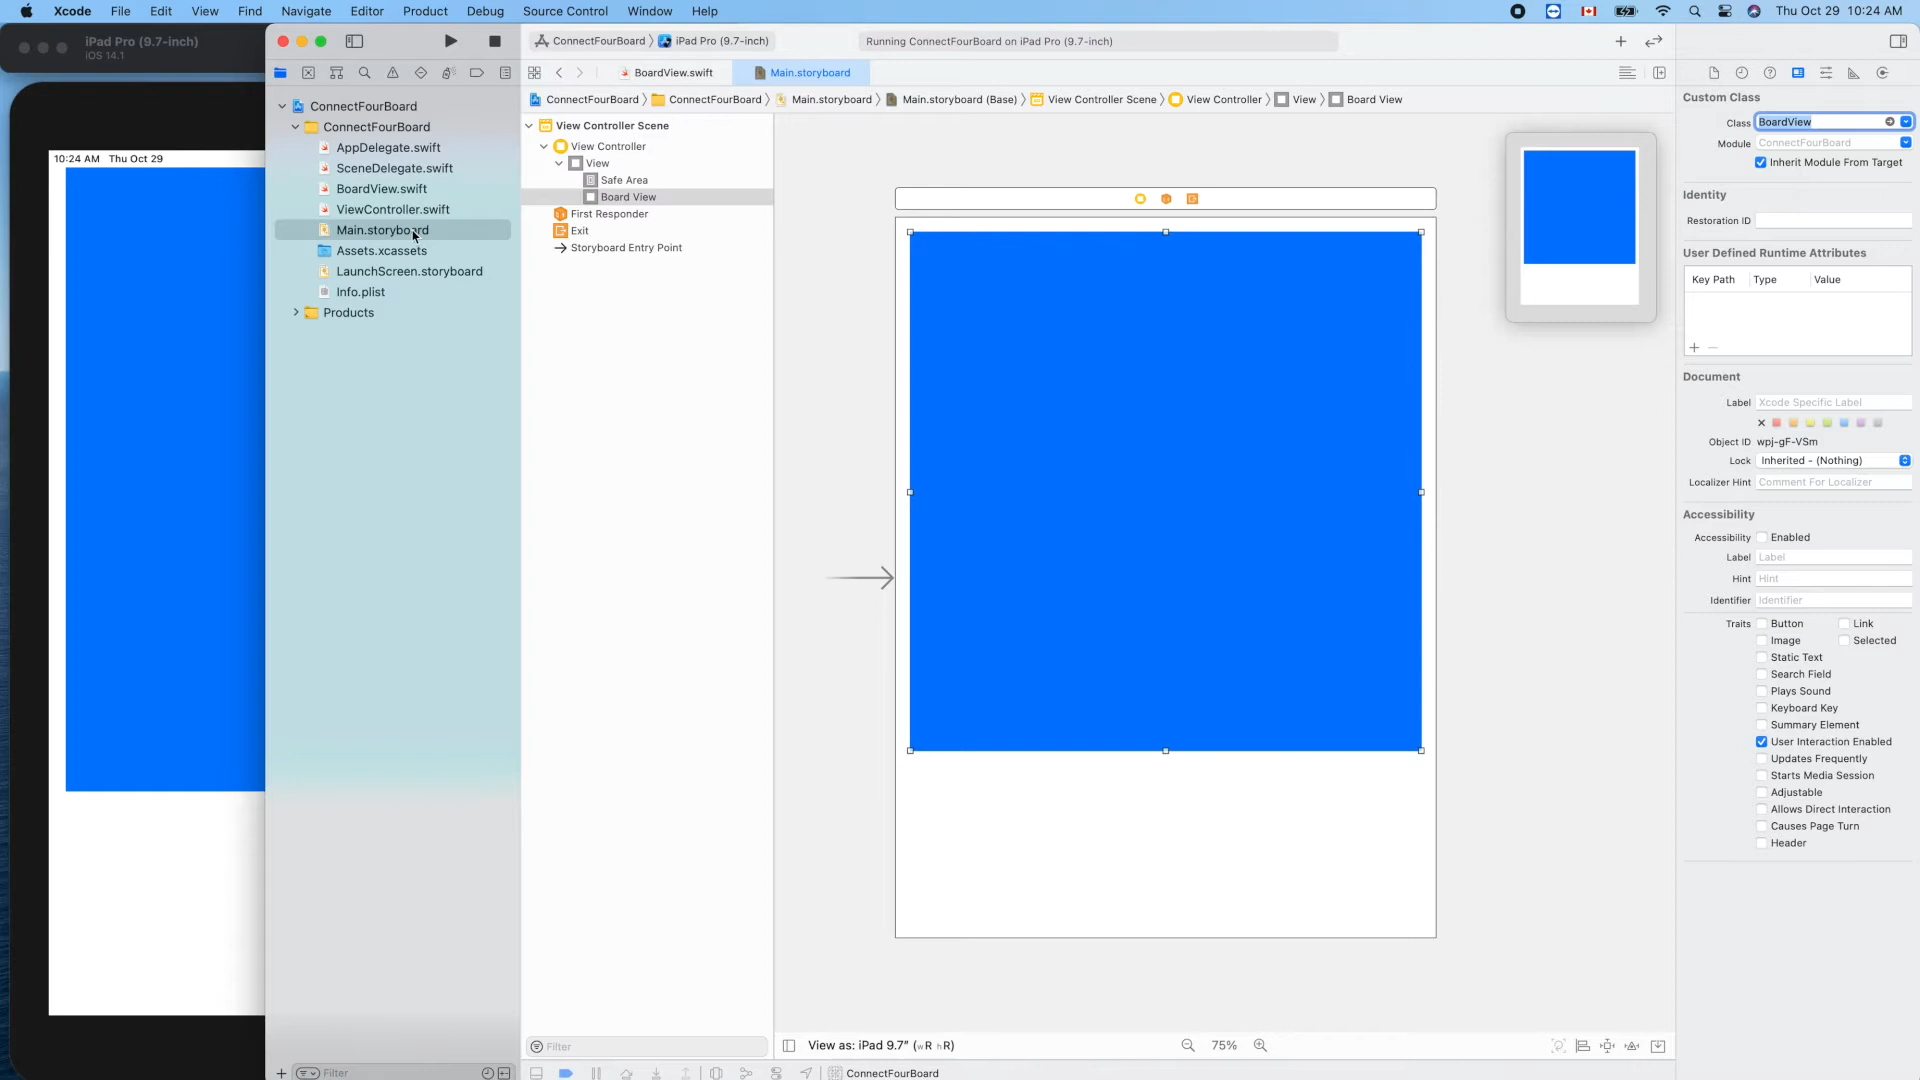 Xcode File Edit View Find Navigate Editor Product Debug Source Control Window Help Thu Oct 29 10:24 AM
iPad Pro (9.7-inch)
iOS 14.1
ConnectFourBoard iPad Pro (9.7-inch) Running ConnectFourBoard on iPad Pro (9.7-inch)
BoardView.swift Main.storyboard
ConnectFourBoard ConnectFourBoard Main.storyboard Main.storyboard (Base) View Controller Scene View Controller View Board View
10:24 AM Thu Oct 29
ConnectFourBoard
ConnectFourBoard
AppDelegate.swift
SceneDelegate.swift
BoardView.swift
ViewController.swift
Main.storyboard
Assets.xcassets
LaunchScreen.storyboard
Info.plist
Products
Filter
View Controller Scene
View Controller
View
Safe Area
Board View
First Responder
Exit
Storyboard Entry Point
Filter
View as: iPad 9.7" (wR hR) 75%
ConnectFourBoard
Custom Class
Class BoardView
Module ConnectFourBoard
Inherit Module From Target
Identity
Restoration ID
User Defined Runtime Attributes
Key Path Type Value
Document
Label Xcode Specific Label
Object ID wpj-gF-VSm
Lock Inherited - (Nothing)
Localizer Hint Comment For Localizer
Accessibility
Accessibility Enabled
Label Label
Hint Hint
Identifier Identifier
Traits Button Link
Image Selected
Static Text
Search Field
Plays Sound
Keyboard Key
Summary Element
User Interaction Enabled
Updates Frequently
Starts Media Session
Adjustable
Allows Direct Interaction
Causes Page Turn
Header